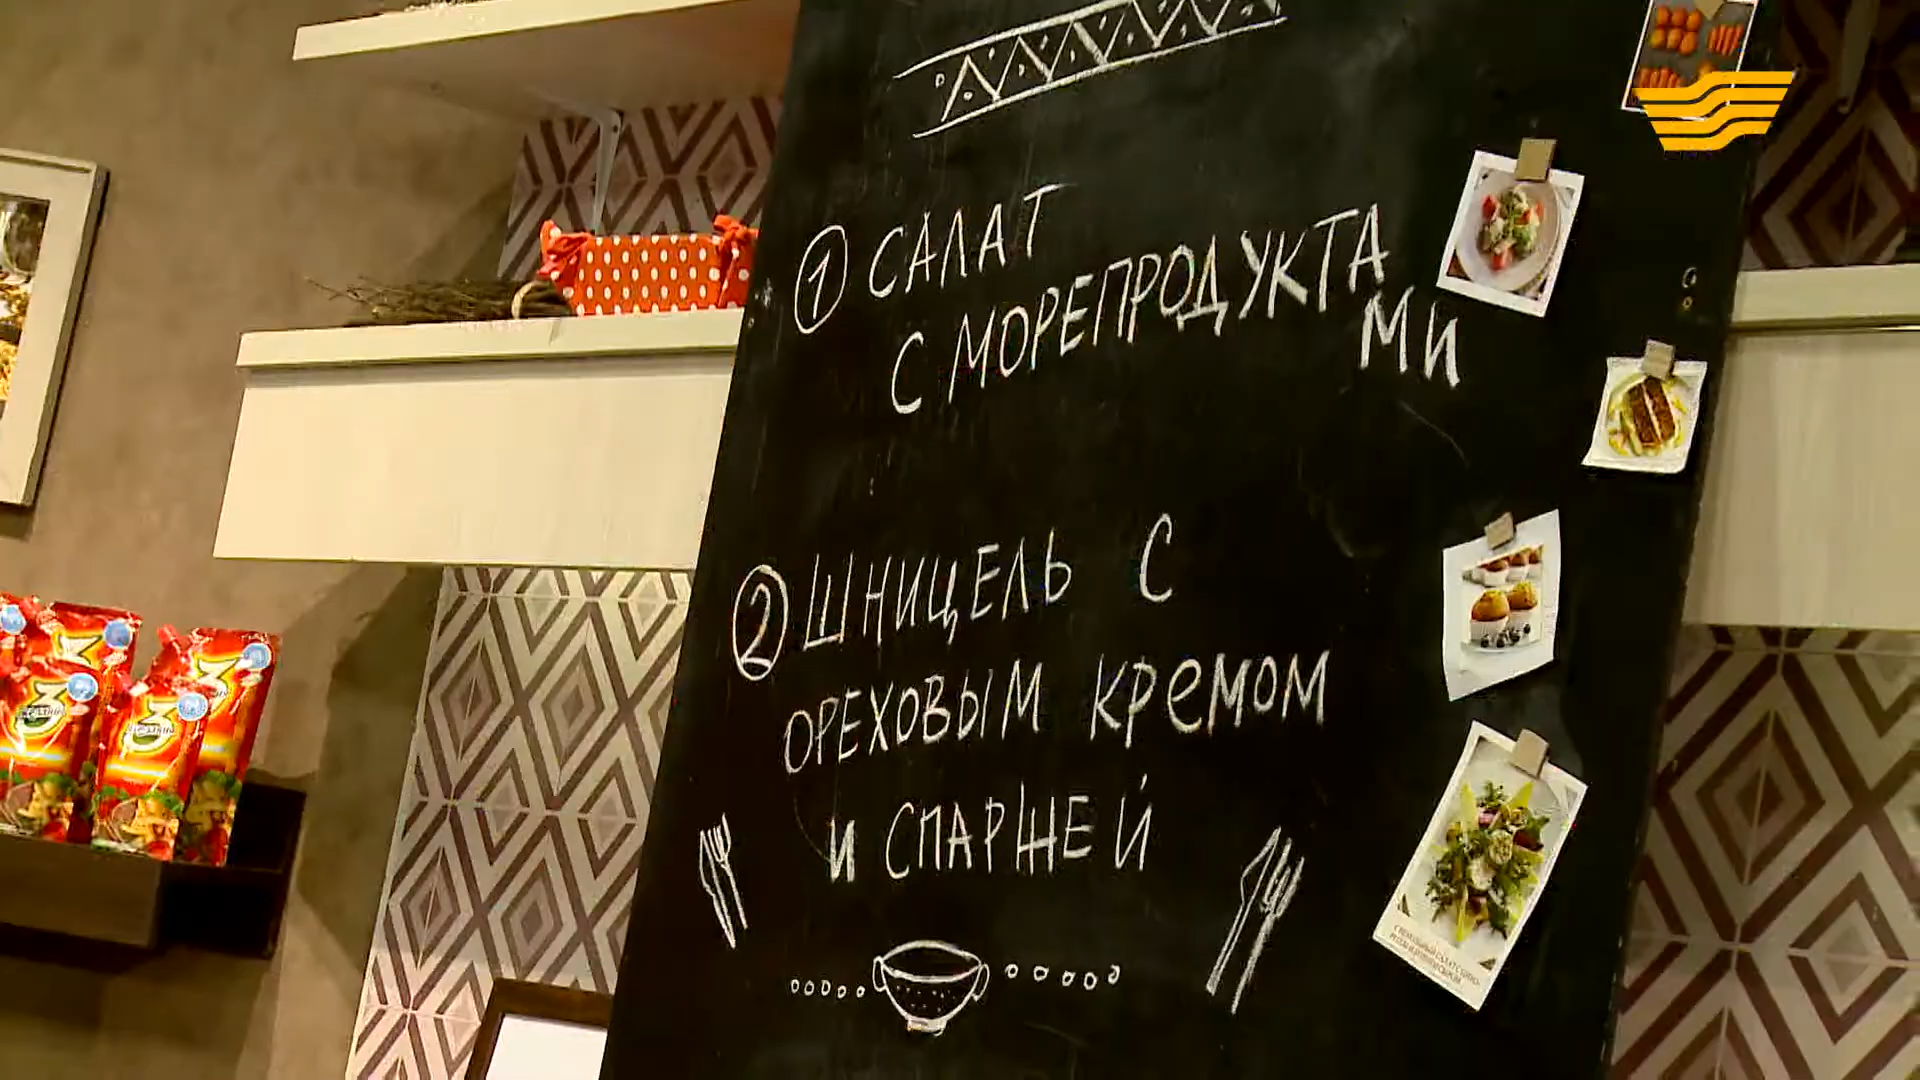 1 САЛАТ
С МОРЕПРОДУКТА
МИ
2 ШНИЦЕЛЬ С
ОРЕХОВЫМ КРЕМОМ
И СПАРЖЕЙ